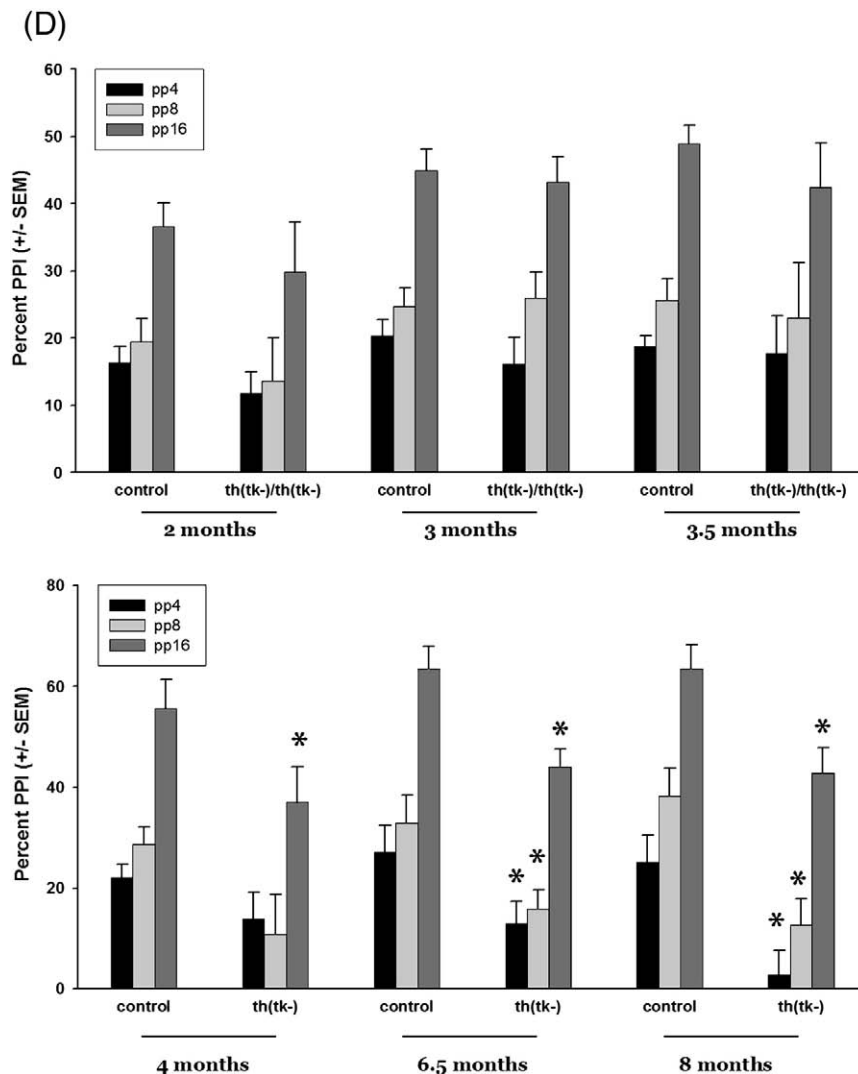 (D)
60
50
40
30
20
10
0
Percent PPI (+/- SEM)
pp4
pp8
pp16
control th(tk-)/th(tk-) control th(tk-)/th(tk-) control th(tk-)/th(tk-)
2 months 3 months 3.5 months
80
60
40
20
0
Percent PPI (+/- SEM)
pp4
pp8
pp16
*
*
*
*
*
*
*
control th(tk-) control th(tk-) control th(tk-)
4 months 6.5 months 8 months